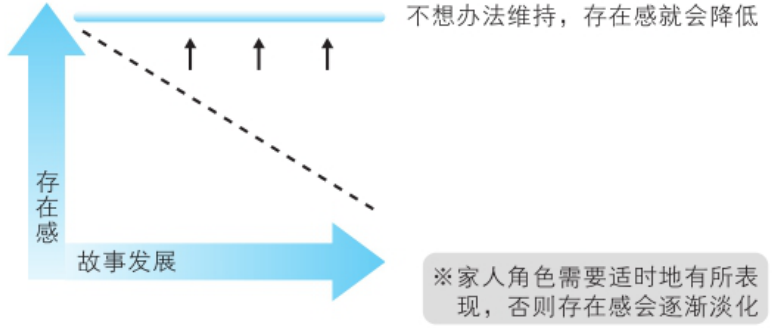 不想办法维持，存在感就会降低
存在感
故事发展
※家人角色需要适时地有所表
现，否则存在感会逐渐淡化